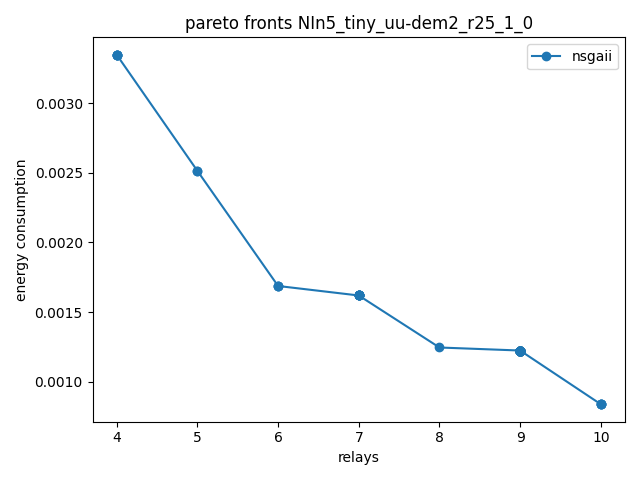 pareto fronts NIn5_tiny_uu-dem2_r25_1_0
nsgaii
energy consumption
0.0030
0.0025
0.0020
0.0015
0.0010
4 5 6 7 8 9 10
relays